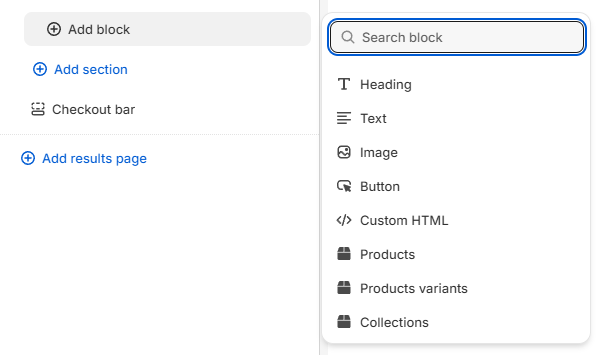 Add block
Add section
Checkout bar
Add results page
Search block
Heading
Text
Image
Button
Custom HTML
Products
Products variants
Collections